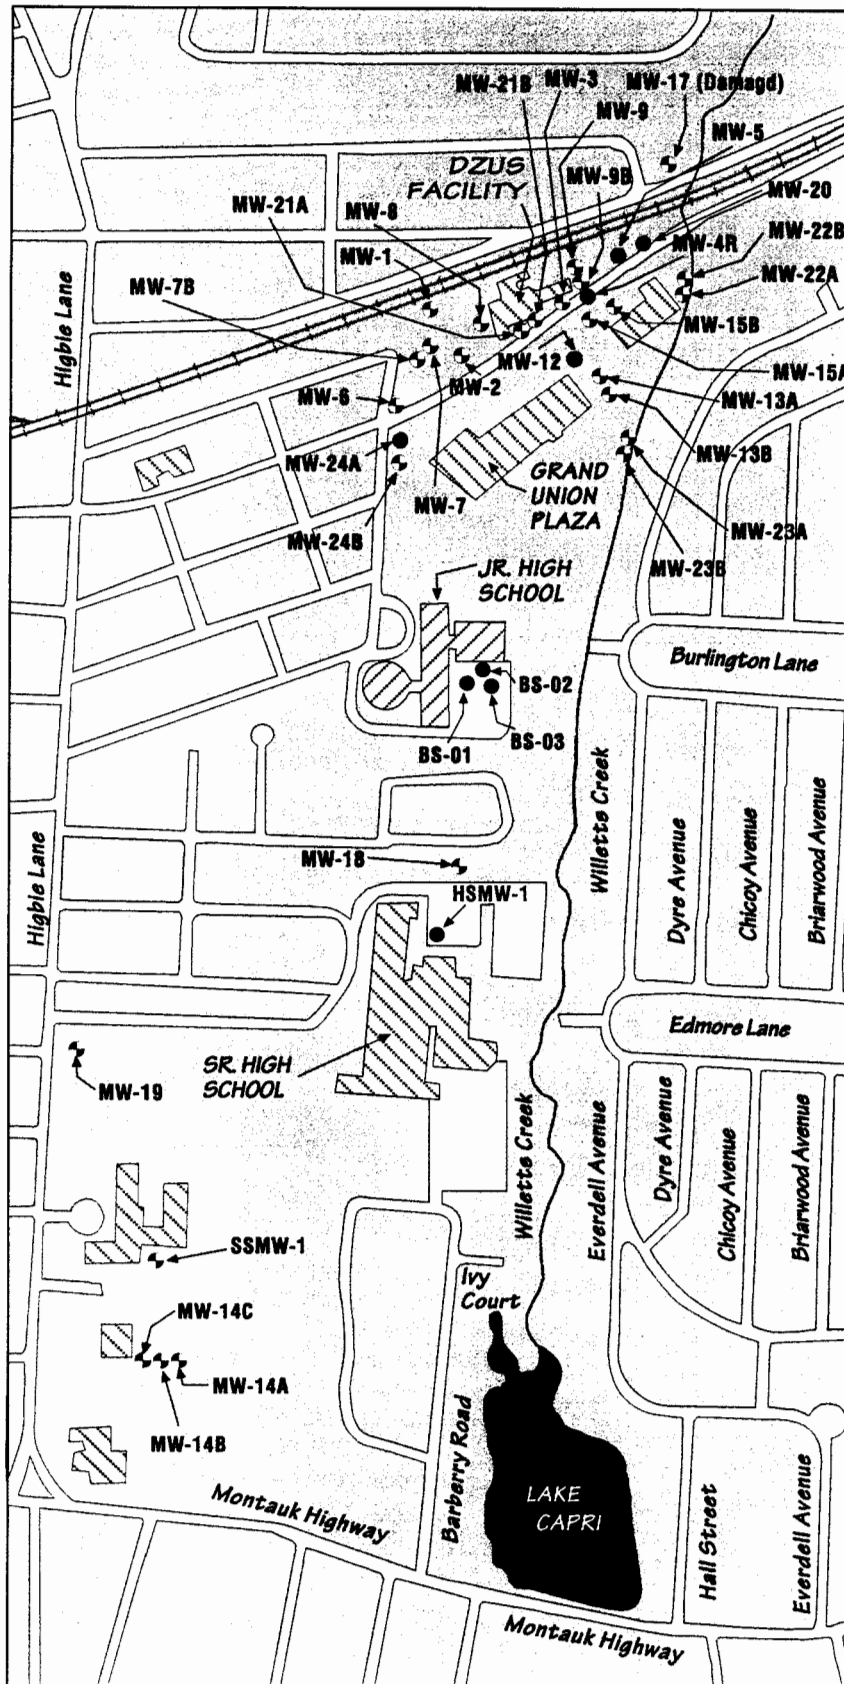 MW-17 (Damagd)
MW-21B
MW-3
MW-9
MW-5
DZUS
FACILITY
MW-9B
MW-20
MW-21A
MW-8
MW-4R
MW-22B
MW-1
MW-22A
MW-7B
MW-15B
Higbie Lane
MW-12
MW-15A
MW-2
MW-6
MW-13A
MW-24A
GRAND
UNION
PLAZA
MW-13B
MW-7
MW-24B
MW-23A
MW-23B
JR. HIGH
SCHOOL
Burlington Lane
BS-02
BS-03
BS-01
Willetts Creek
Dyre Avenue
Chicoy Avenue
Briarwood Avenue
Higbie Lane
MW-18
HSMW-1
Edmore Lane
SR. HIGH
SCHOOL
MW-19
Willetts Creek
Everdell Avenue
Dyre Avenue
Chicoy Avenue
Briarwood Avenue
SSMW-1
Ivy
Court
MW-14C
MW-14A
MW-14B
Barberry Road
LAKE
CAPRI
Hall Street
Everdell Avenue
Montauk Highway
Montauk Highway